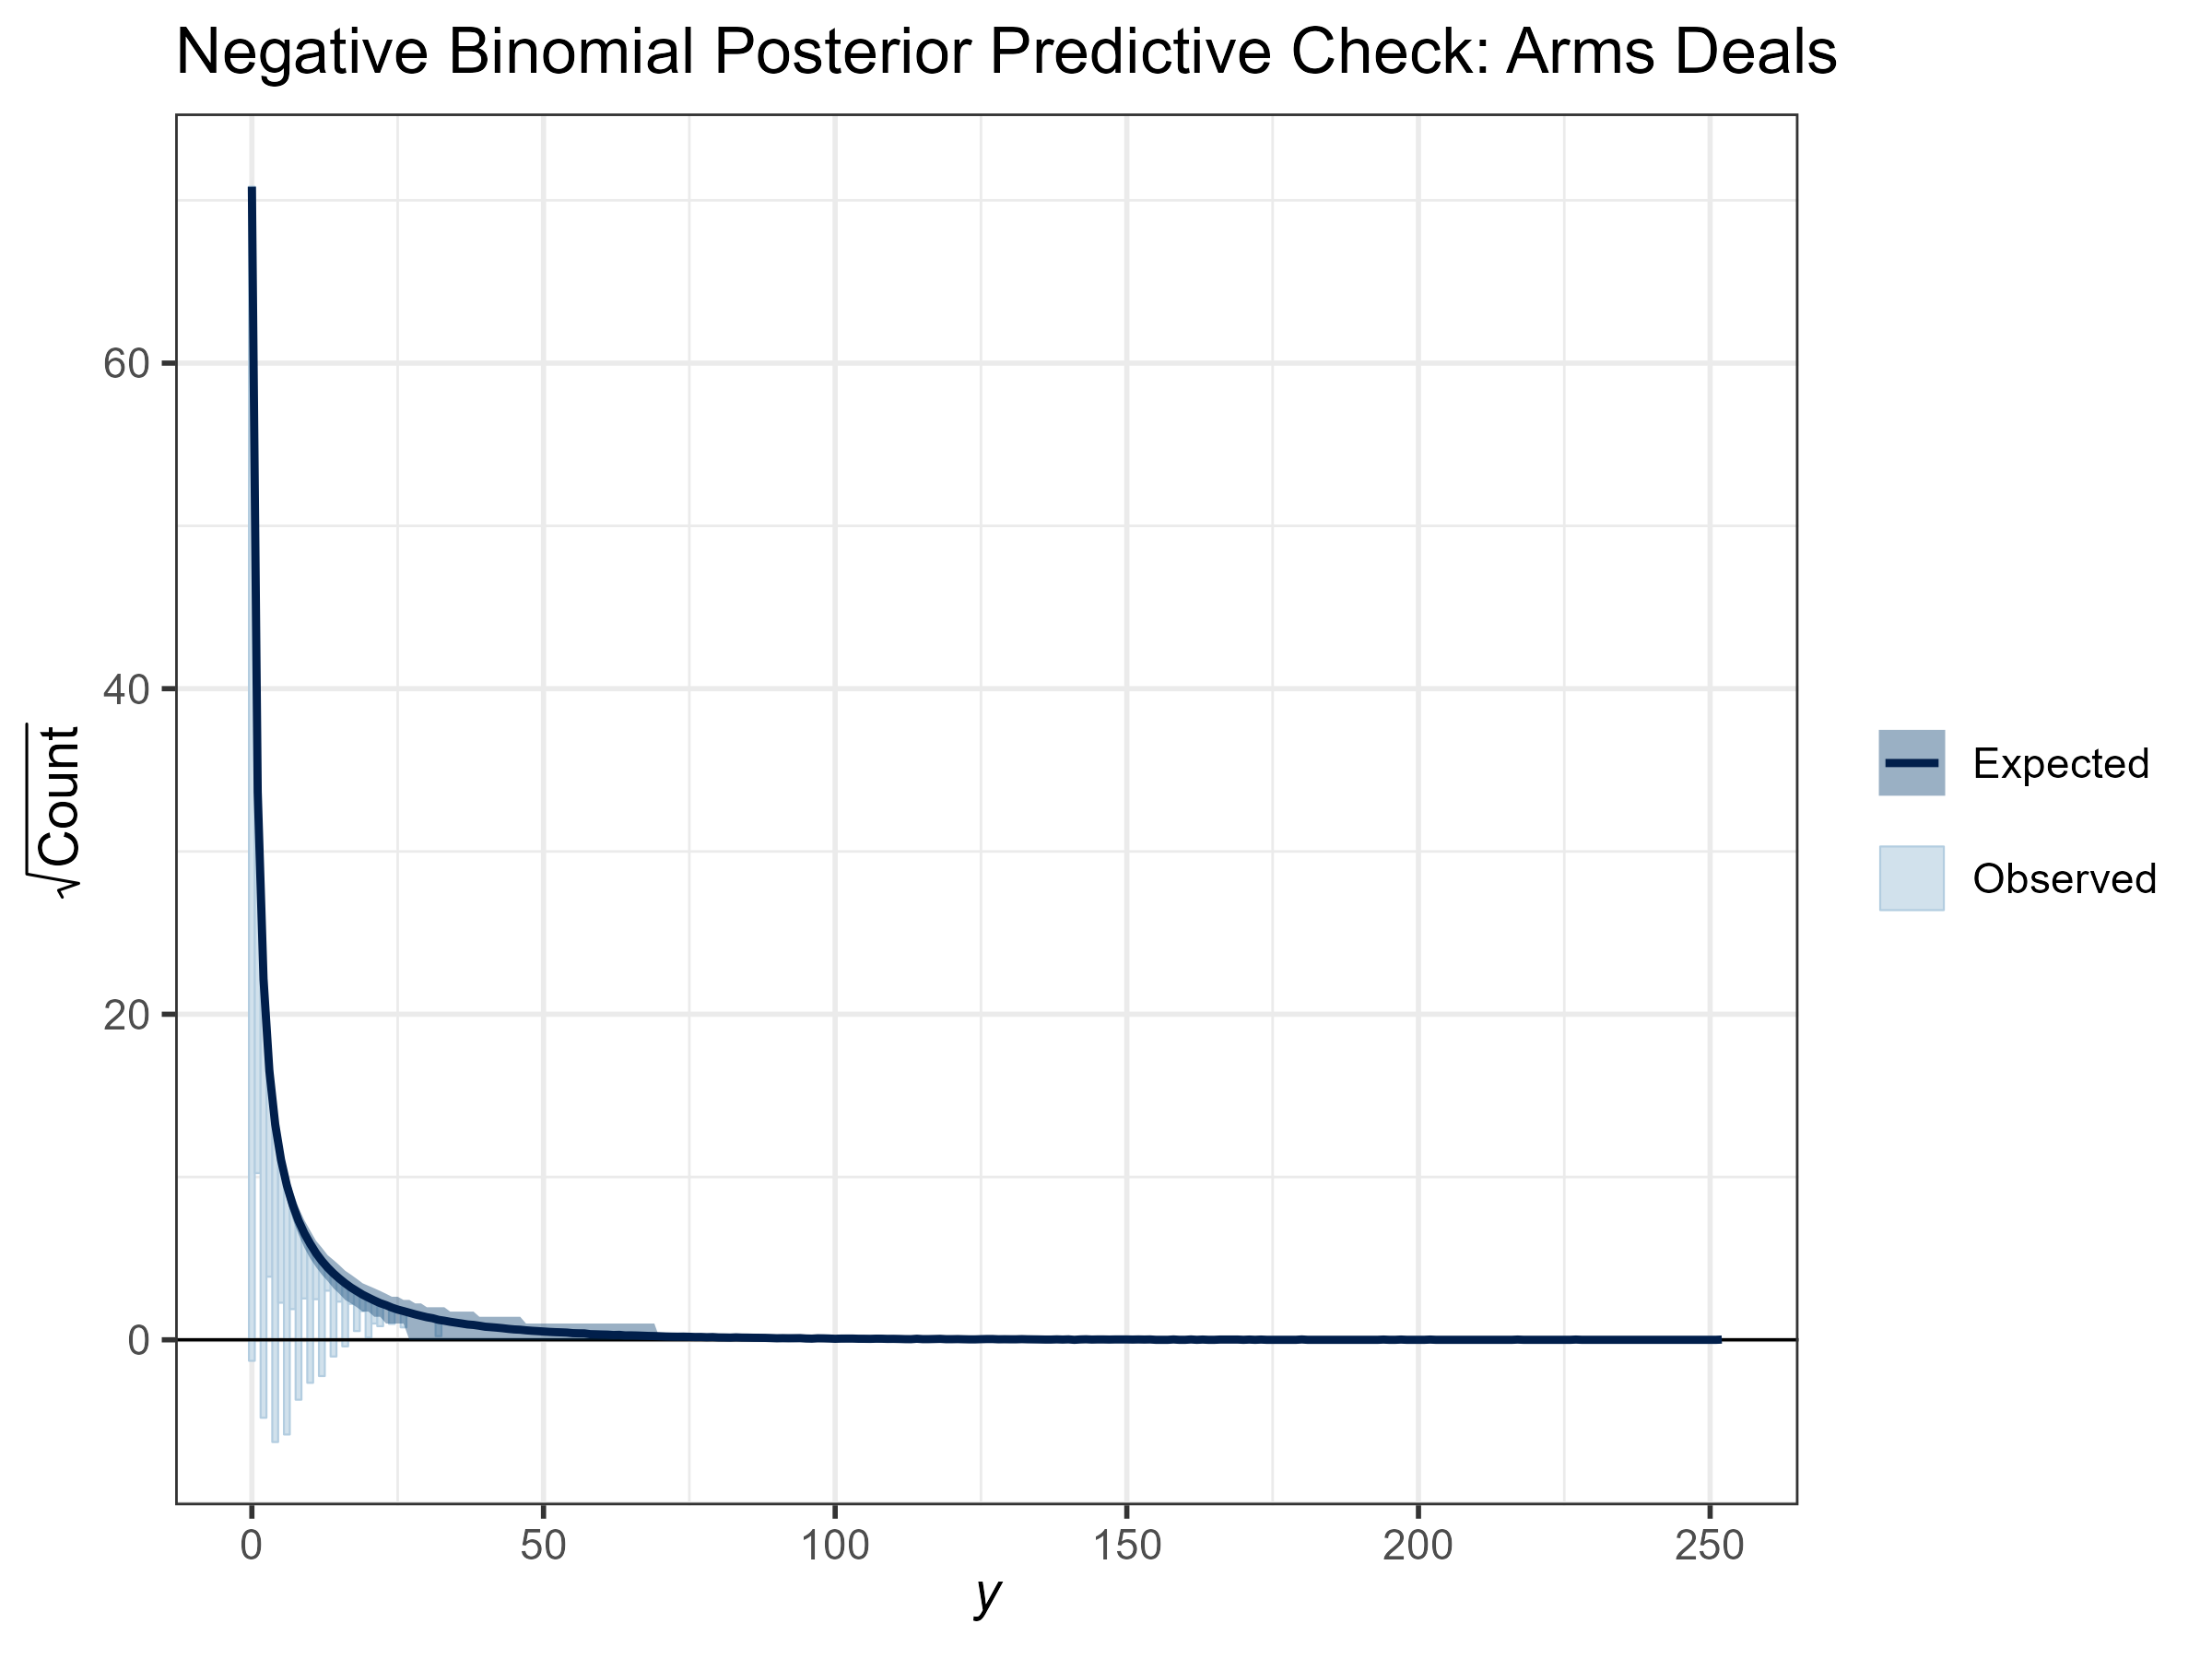 Negative Binomial Posterior Predictive Check: Arms Deals
√Count
60
40
20
0
0 50 100 150 200 250
y
Expected
Observed